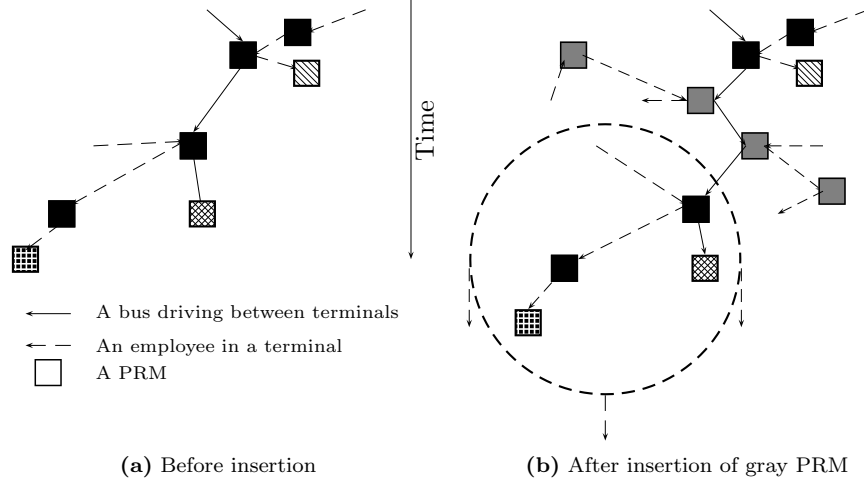 Time
A bus driving between terminals
An employee in a terminal
A PRM
(a) Before insertion
(b) After insertion of gray PRM